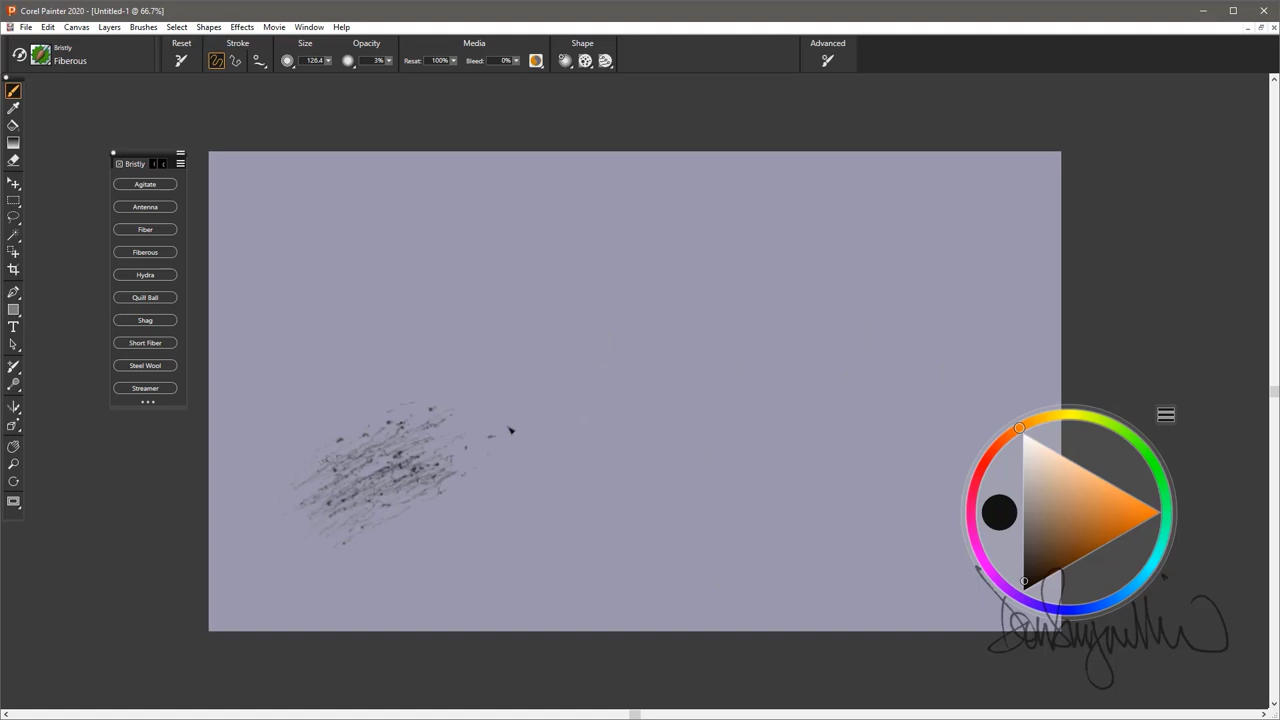 Corel Painter 2020 - [Untitled-1 @ 66.7%]
File Edit Canvas Layers Brushes Select Shapes Effects Movie Window Help
Bristly
Fiberous
Reset
Stroke
Size
126.4
Opacity
3%
Media
Resat: 100% Bleed: 0%
Shape
Advanced
Bristly
Agitate
Antenna
Fiber
Fiberous
Hydra
Quill Ball
Shag
Short Fiber
Steel Wool
Streamer
T